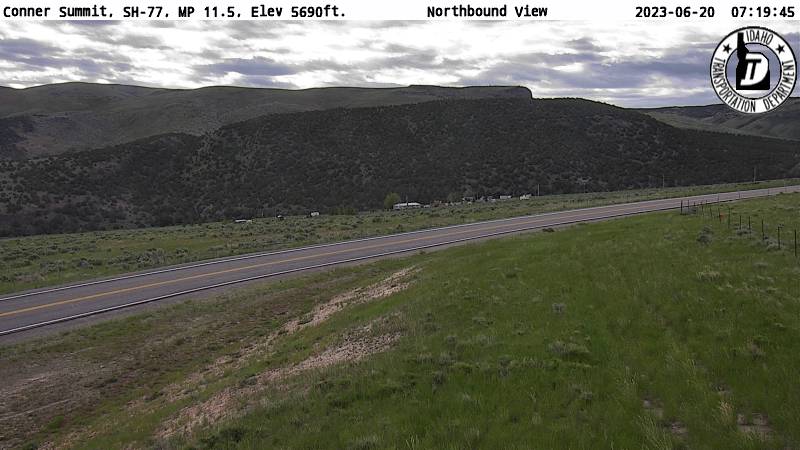 Conner Summit, SH-77, MP 11.5, Elev 5690ft. Northbound View 2023-06-20 07:19:45
IDAHO
TRANSPORTATION DEPARTMENT